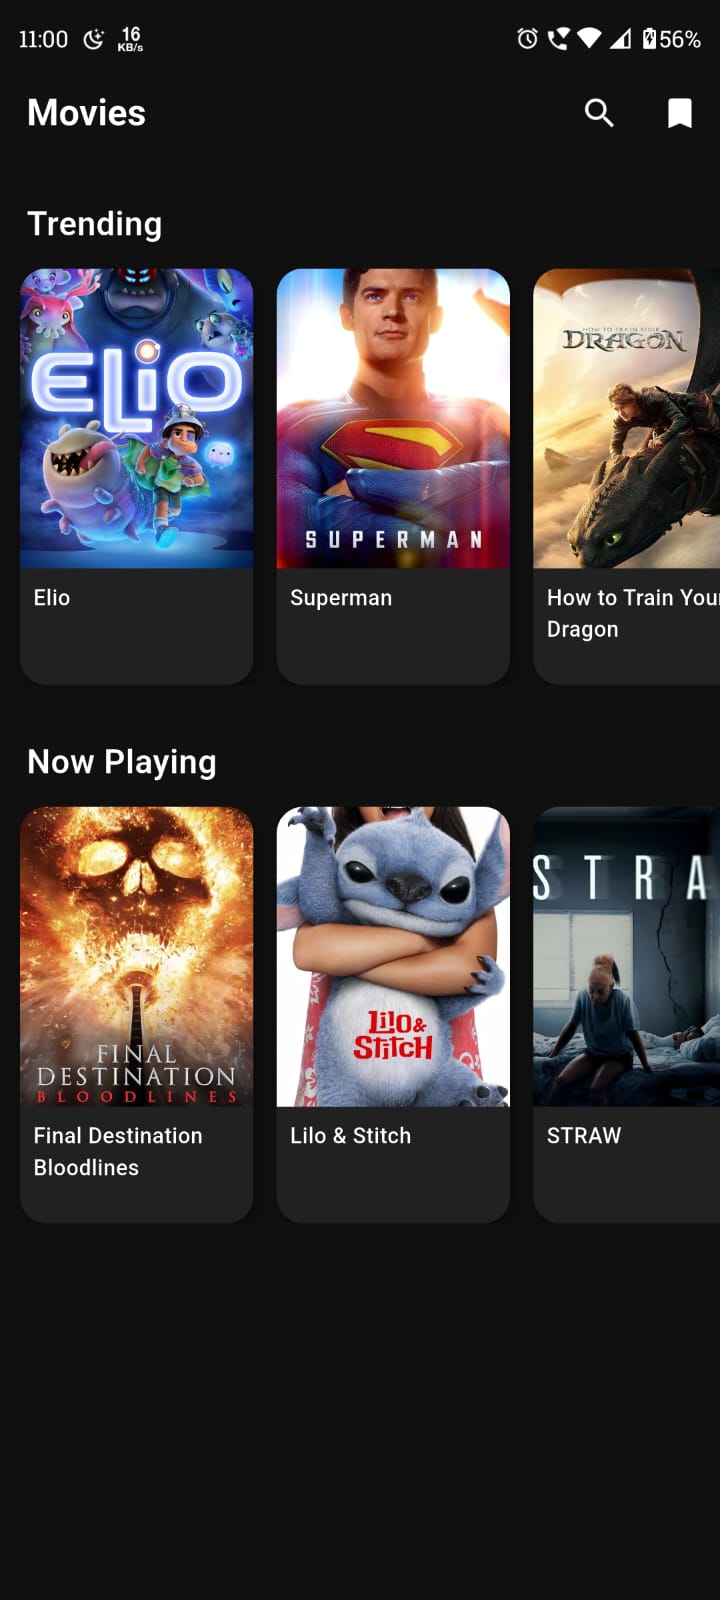 11:00 16 KB/s 56%
Movies
Trending
ELIO
SUPERMAN
HOW TO TRAIN YOUR
DRAGON
Elio
Superman
How to Train Your
Dragon
Now Playing
FINAL
DESTINATION
BLOODLINES
Lilo&
Stitch
STRA
Final Destination
Bloodlines
Lilo & Stitch
STRAW